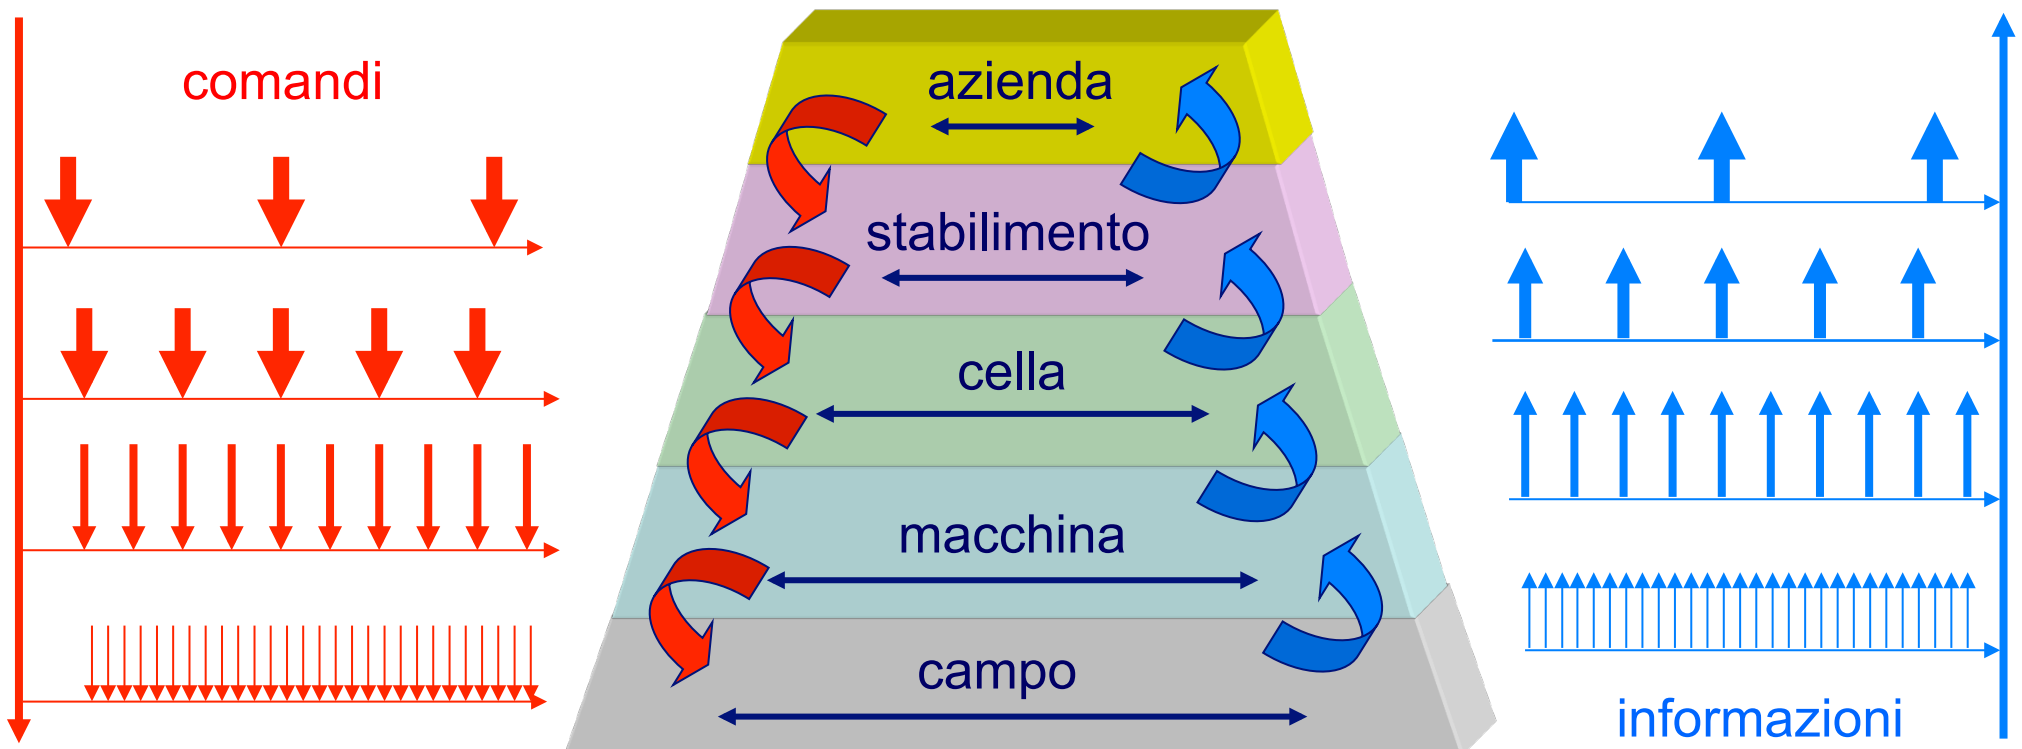 comandi
azienda
stabilimento
cella
macchina
campo
informazioni